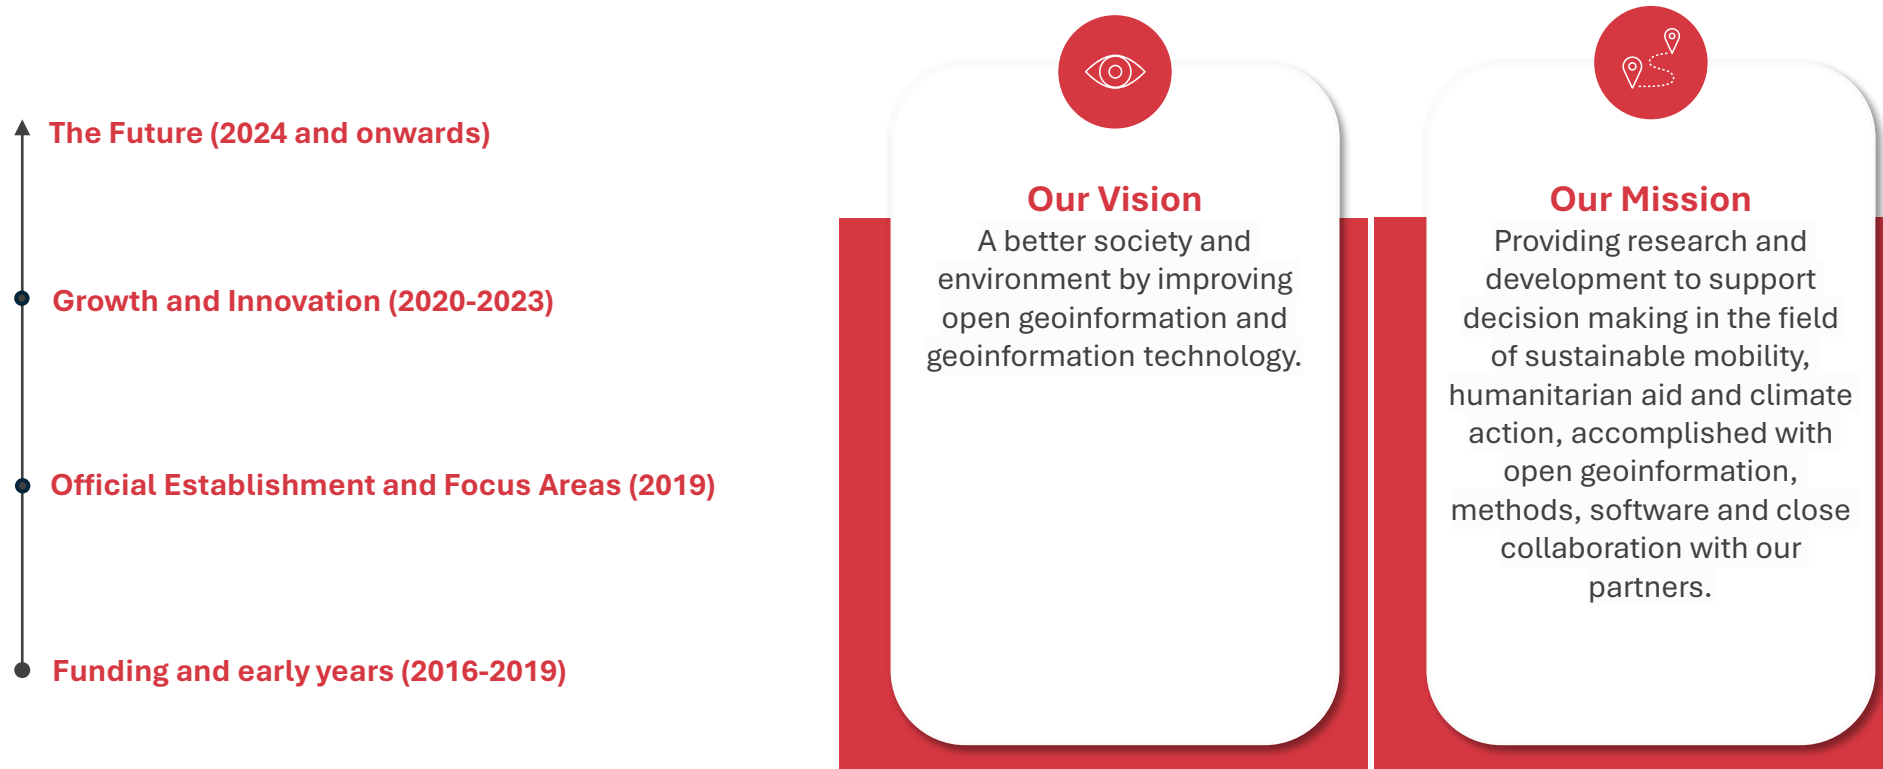 The Future (2024 and onwards)
Growth and Innovation (2020-2023)
Official Establishment and Focus Areas (2019)
Funding and early years (2016-2019)
Our Vision
A better society and
environment by improving
open geoinformation and
geoinformation technology.
Our Mission
Providing research and
development to support
decision making in the field
of sustainable mobility,
humanitarian aid and climate
action, accomplished with
open geoinformation,
methods, software and close
collaboration with our
partners.